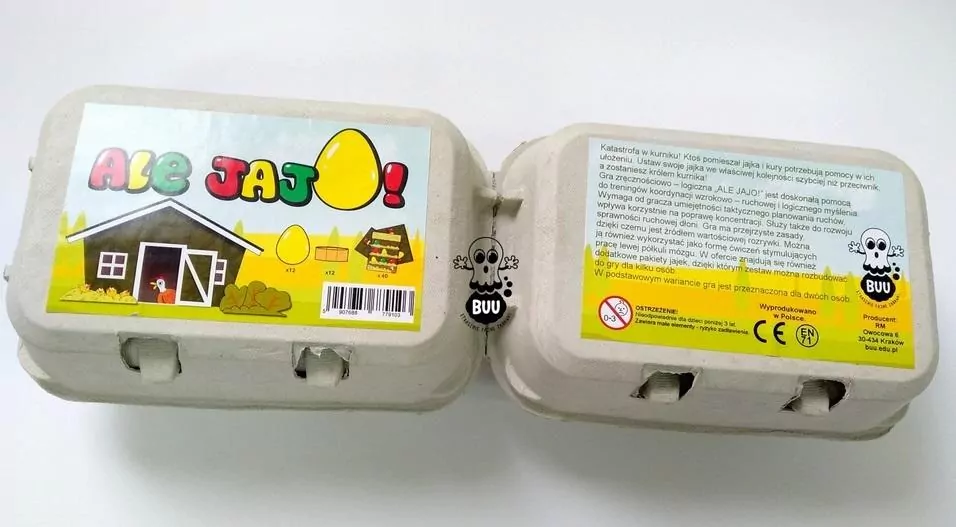 ALE JAJO!
x12
x12
x 40
5 907688 779103
BUU
STRASZNIE FAJNE ZABAWKI
Katastrofa w kurniku! Ktoś pomieszał jajka i kury potrzebują pomocy w ich
ułożeniu. Ustaw swoje jajka we właściwej kolejności szybciej niż przeciwnik,
a zostaniesz królem kurnika!
Gra zręcznościowo – logiczna „ALE JAJO!” jest doskonałą pomocą
do treningów koordynacji wzrokowo – ruchowej i logicznego myślenia.
Wymaga od gracza umiejętności taktycznego planowania ruchów,
wpływa korzystnie na poprawę koncentracji. Służy także do rozwoju
sprawności ruchowej dłoni. Gra ma przejrzyste zasady,
dzięki czemu jest źródłem wartościowej rozrywki. Można
ją również wykorzystać jako formę ćwiczeń stymulujących
pracę lewej półkuli mózgu. W ofercie znajdują się również
dodatkowe pakiety jajek, dzięki którym zestaw można rozbudować
do gry dla kilku osób.
W podstawowym wariancie gra jest przeznaczona dla dwóch osób.
BUU
STRASZNIE FAJNE ZABAWKI
0-3
OSTRZEŻENIE!
Nieodpowiednie dla dzieci poniżej 3 lat.
Zawiera małe elementy - ryzyko zadławienia
Wyprodukowano
w Polsce.
CE
EN
71
Producent:
RM
Owocowa 6
30-434 Kraków
buu.edu.pl